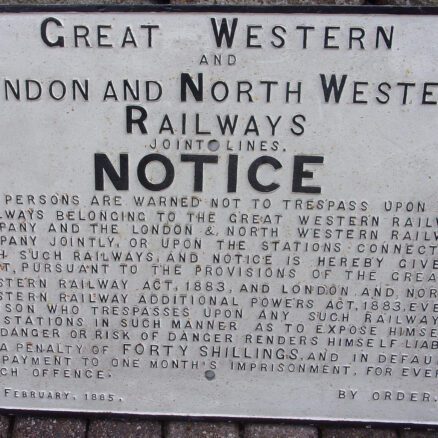 GREAT WESTERN
AND
NDON AND NORTH WESTE
RAILWAYS
JOINT LINES.
NOTICE
PERSONS ARE WARNED NOT TO TRESPASS UPON
LWAYS BELONGING TO THE GREAT WESTERN RAILW
PANY AND THE LONDON & NORTH WESTERN RAILW
PANY JOINTLY, OR UPON THE STATIONS CONNECT
H SUCH RAILWAYS, AND NOTICE IS HEREBY GIVE
T, PURSUANT TO THE PROVISIONS OF THE GREA
STERN RAILWAY ACT, 1883, AND LONDON AND NOR
STERN RAILWAY ADDITIONAL POWERS ACT, 1883, EVE
SON WHO TRESPASSES UPON ANY SUCH RAILWAY
STATIONS IN SUCH MANNER AS TO EXPOSE HIMSE
DANGER OR RISK OF DANGER RENDERS HIMSELF LIAB
A PENALTY OF FORTY SHILLINGS, AND IN DEFAU
PAYMENT TO ONE MONTH'S IMPRISONMENT, FOR EVER
CH OFFENCE.
FEBRUARY, 1885. BY ORDER.